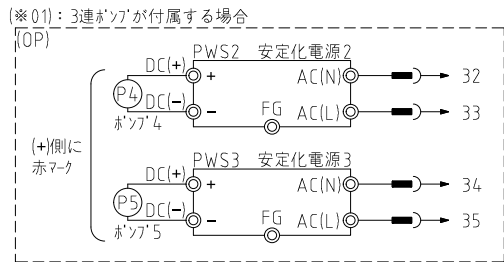 (※01): 3連ﾎﾟﾝﾌﾟが付属する場合
(OP)
PWS2 安定化電源2
DC(+) + AC(N) 32
P4
DC(-) - FG AC(L) 33
ﾎﾟﾝﾌﾟ4
(+)側に
赤ﾏｰｸ
PWS3 安定化電源3
DC(+) + AC(N) 34
P5
DC(-) - FG AC(L) 35
ﾎﾟﾝﾌﾟ5